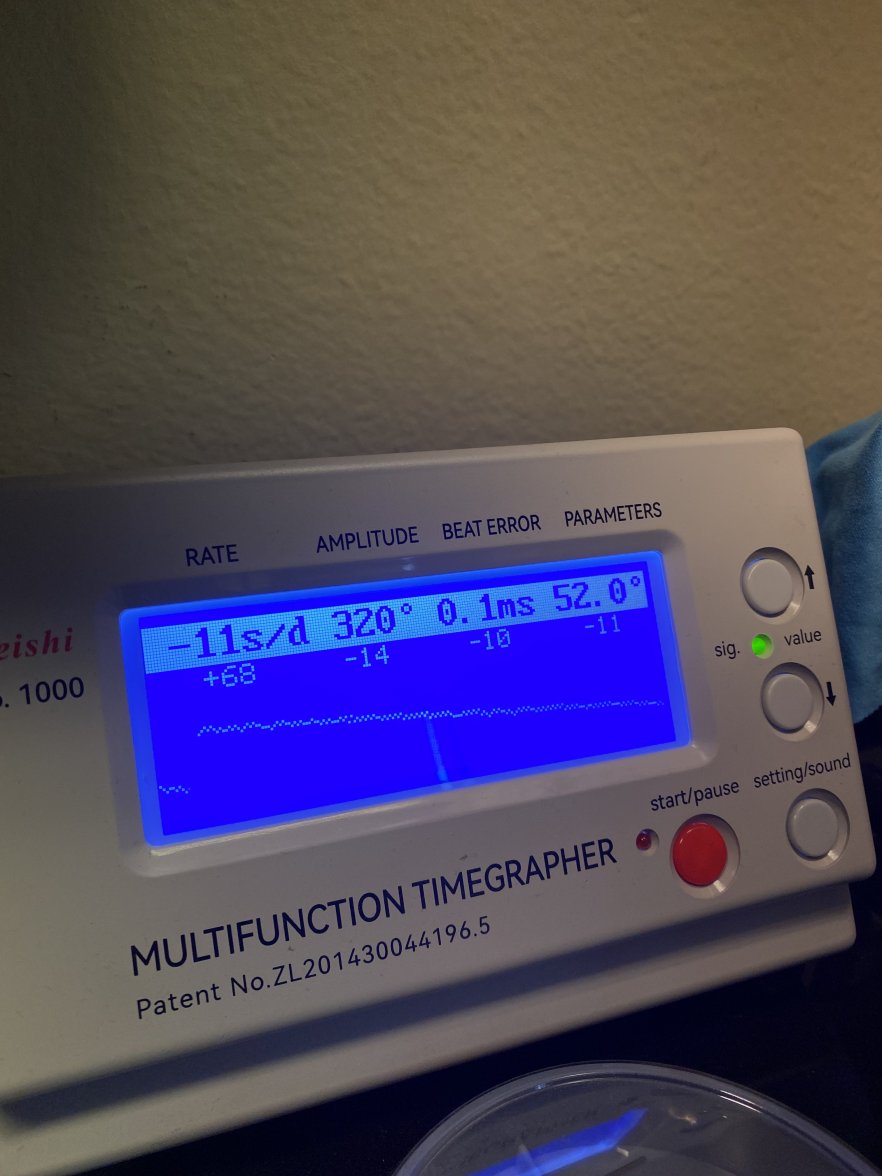 RATE AMPLITUDE BEAT ERROR PARAMETERS
-11s/d 320° 0.1ms 52.0°
+68 -14 -10 -11
sig. value
1000
start/pause setting/sound
MULTIFUNCTION TIMEGRAPHER
Patent No.ZL201430044196.5